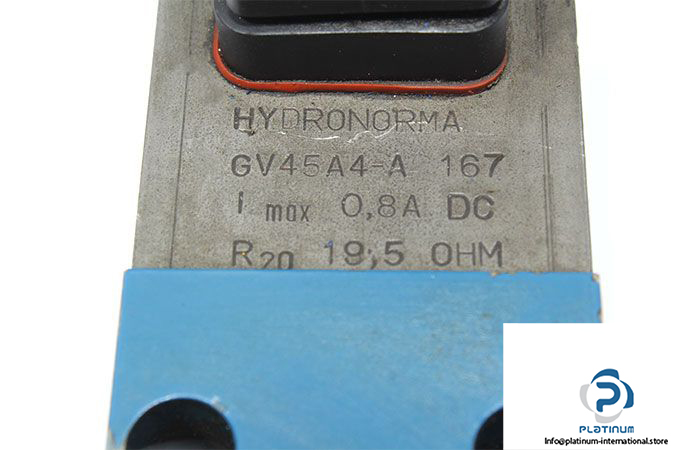 HYDRONORMA
GV45A4-A 167
I max 0,8A DC
R20 19,5 OHM
PLATINUM
Info@platinum-international.store